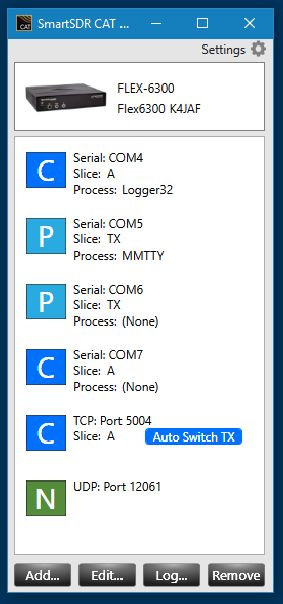 SmartSDR CAT ...
Settings
FLEX-6300
Flex6300 K4JAF
C
Serial: COM4
Slice: A
Process: Logger32
P
Serial: COM5
Slice: TX
Process: MMTTY
P
Serial: COM6
Slice: TX
Process: (None)
C
Serial: COM7
Slice: A
Process: (None)
C
TCP: Port 5004
Slice: A
Auto Switch TX
N
UDP: Port 12061
Add... Edit... Log... Remove